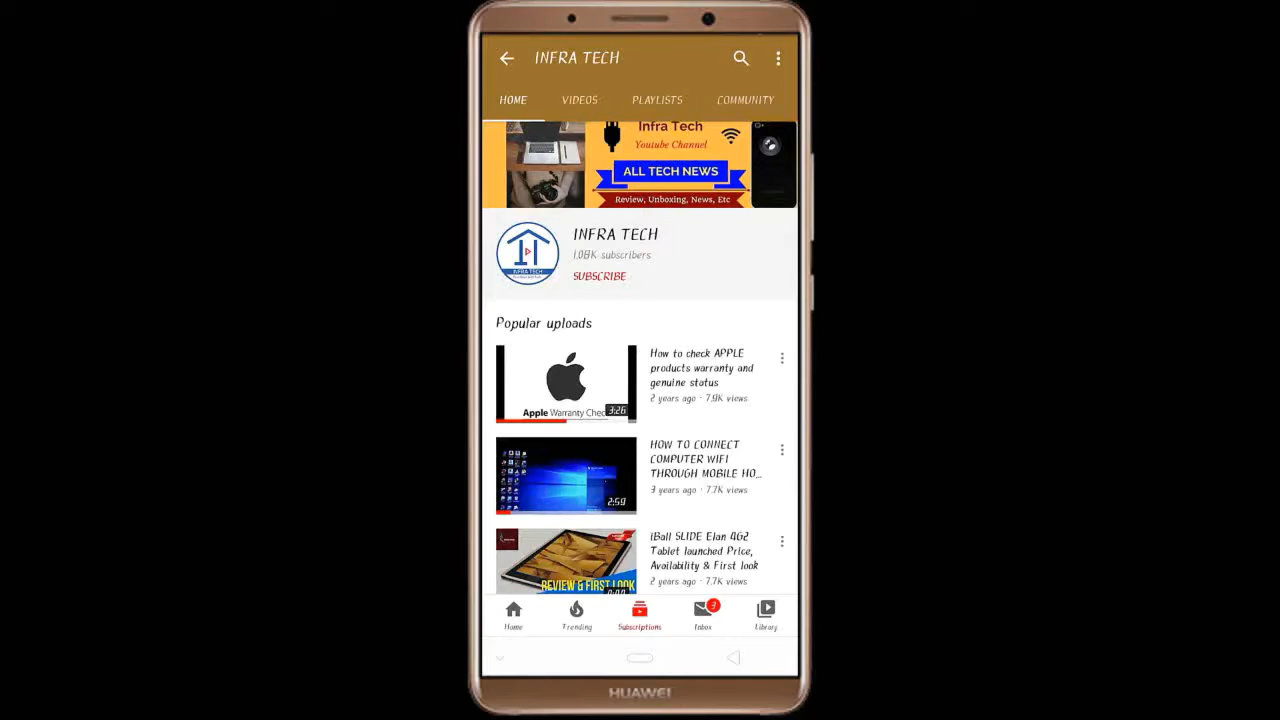 INFRA TECH
HOME VIDEOS PLAYLISTS COMMUNITY
Infra Tech
Youtube Channel
ALL TECH NEWS
Review, Unboxing, News, Etc
INFRA TECH
1.08K subscribers
SUBSCRIBE
INFRA TECH
Popular uploads
How to check APPLE
products warranty and
genuine status
2 years ago · 7.9K views
Apple Warranty Chec
3:26
HOW TO CONNECT
COMPUTER WIFI
THROUGH MOBILE HO...
3 years ago · 7.7K views
2:59
iBall SLIDE Elan 4G2
Tablet launched Price,
Availability & First look
2 years ago · 7.7K views
REVIEW & FIRST LOOK
Home Trending Subscriptions Inbox Library
3
HUAWEI